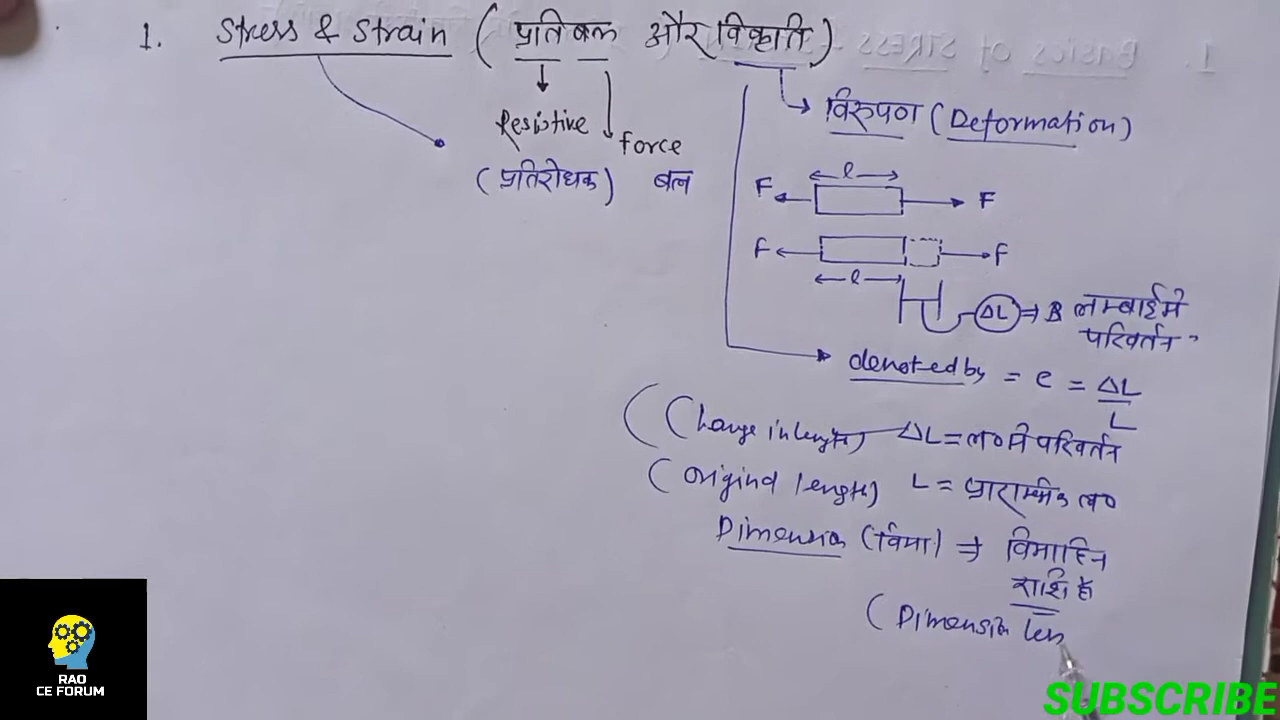 1. Stress & Strain (प्रतिबल और विकृति)
Resistive
force
(प्रतिरोधक) बल
विरुपण (Deformation)
l
F F
F F
l
ΔL ⇒ लम्बाई में
परिवर्तन
denoted by = e = ΔL
L
(Change in length) ΔL = ल० में परिवर्तन
(origind length) L = प्रारम्भिक ल०
Dimension (विमा) ⇒ विमाहिन
राशि है
(Dimension les
RAO
CE FORUM
SUBSCRIBE